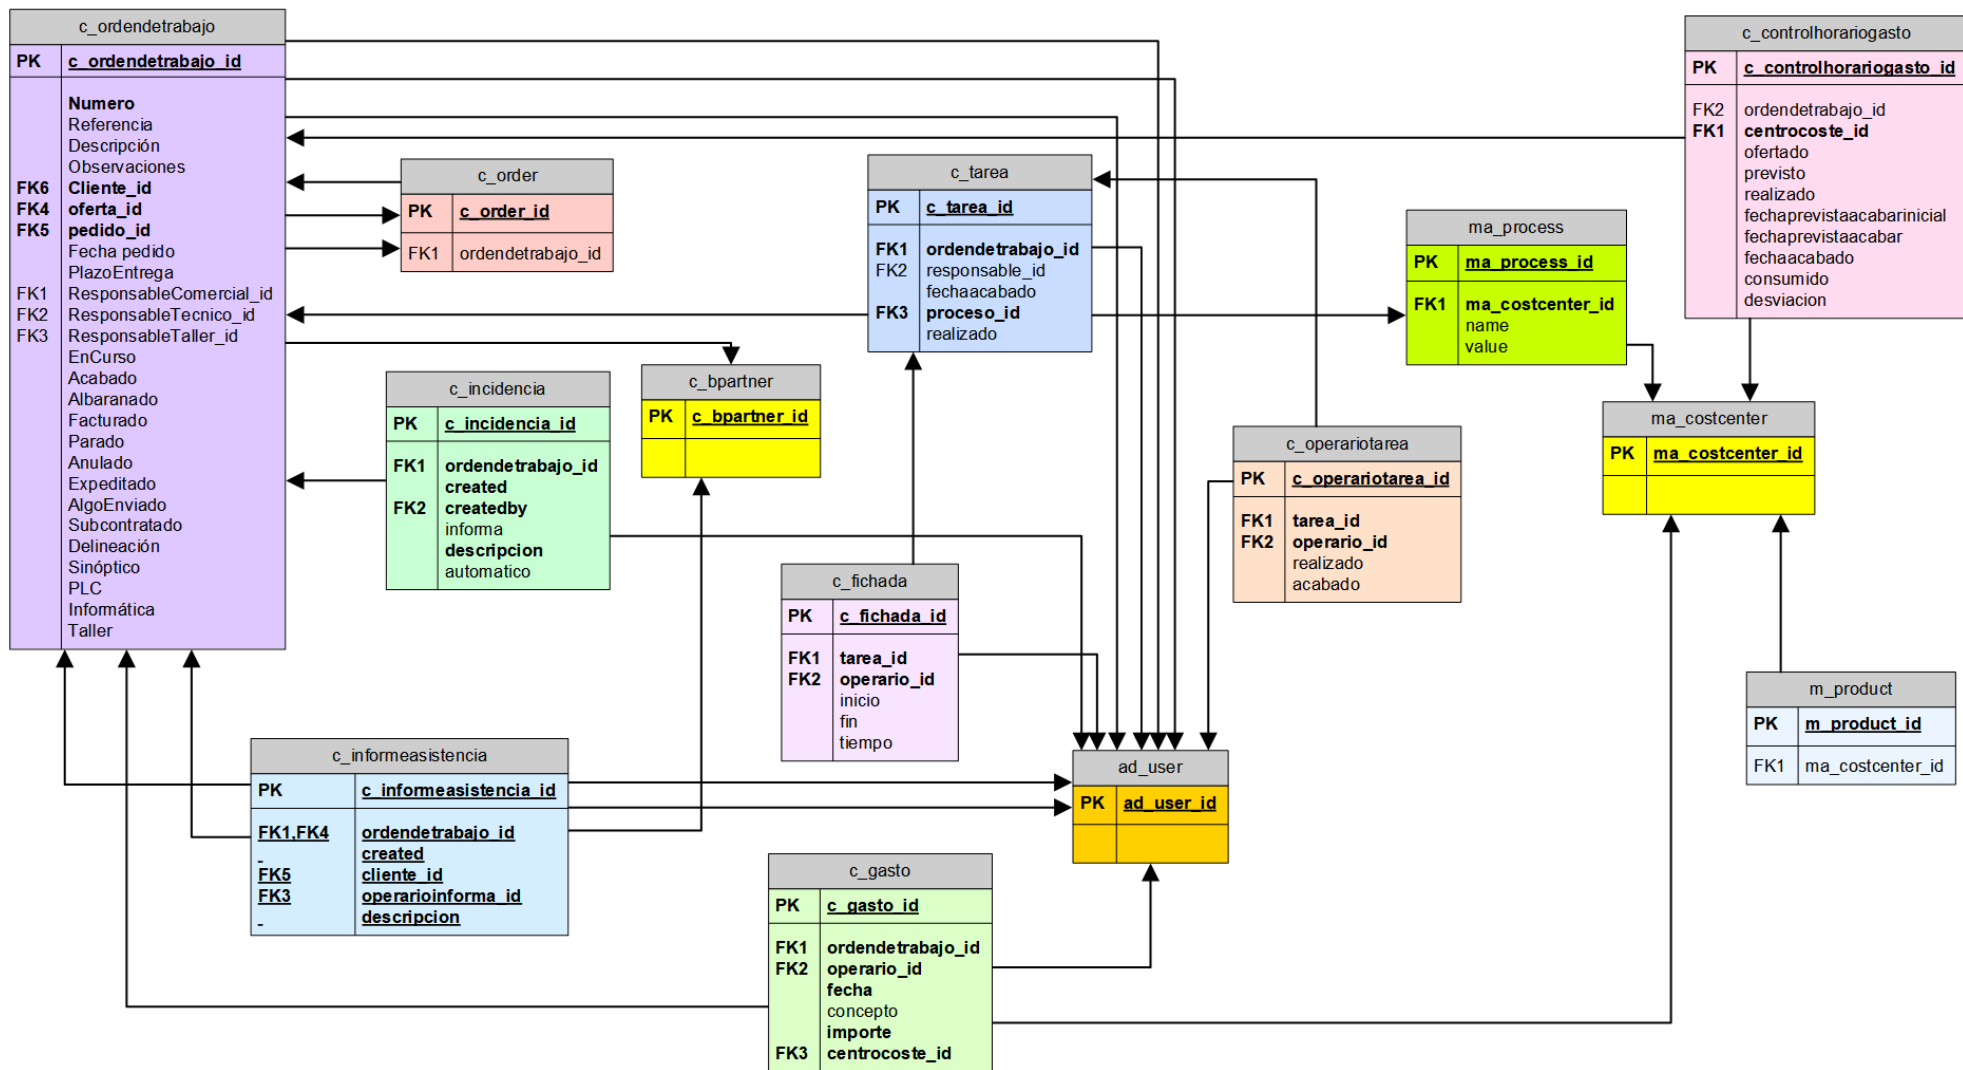 c_ordendetrabajo
PK c_ordendetrabajo_id
Numero
Referencia
Descripción
Observaciones
FK6 Cliente_id
FK4 oferta_id
FK5 pedido_id
Fecha pedido
PlazoEntrega
FK1 ResponsableComercial_id
FK2 ResponsableTecnico_id
FK3 ResponsableTaller_id
EnCurso
Acabado
Albaranado
Facturado
Parado
Anulado
Expeditado
AlgoEnviado
Subcontratado
Delineación
Sinóptico
PLC
Informática
Taller
c_order
PK c_order_id
FK1 ordendetrabajo_id
c_tarea
PK c_tarea_id
FK1 ordendetrabajo_id
FK2 responsable_id
fechaacabado
FK3 proceso_id
realizado
c_controlhorariogasto
PK c_controlhorariogasto_id
FK2 ordendetrabajo_id
FK1 centrocoste_id
ofertado
previsto
realizado
fechaprevistaacabarinicial
fechaprevistaacabar
fechaacabado
consumido
desviacion
ma_process
PK ma_process_id
FK1 ma_costcenter_id
name
value
c_incidencia
PK c_incidencia_id
FK1 ordendetrabajo_id
created
FK2 createdby
informa
descripcion
automatico
c_bpartner
PK c_bpartner_id
ma_costcenter
PK ma_costcenter_id
c_operariotarea
PK c_operariotarea_id
FK1 tarea_id
FK2 operario_id
realizado
acabado
c_fichada
PK c_fichada_id
FK1 tarea_id
FK2 operario_id
inicio
fin
tiempo
m_product
PK m_product_id
FK1 ma_costcenter_id
c_informeasistencia
PK c_informeasistencia_id
FK1,FK4 ordendetrabajo_id
created
FK5 cliente_id
FK3 operarioinforma_id
descripcion
ad_user
PK ad_user_id
c_gasto
PK c_gasto_id
FK1 ordendetrabajo_id
FK2 operario_id
fecha
concepto
importe
FK3 centrocoste_id